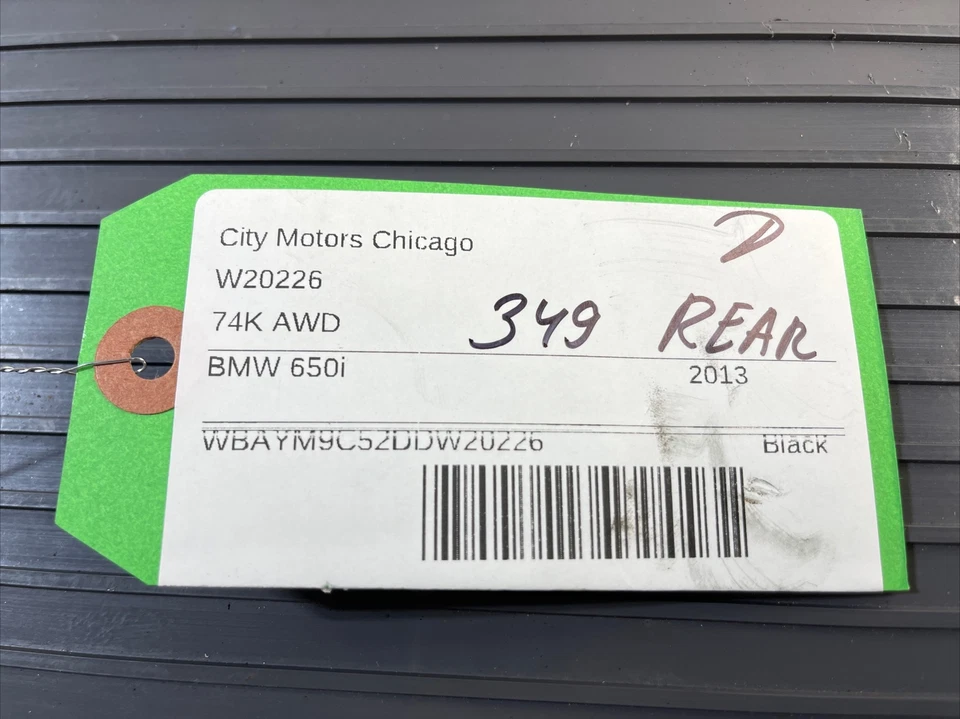 D
City Motors Chicago
W20226
74K AWD
349 REAR
BMW 650i 2013
WBAYM9C52DDW20226 Black